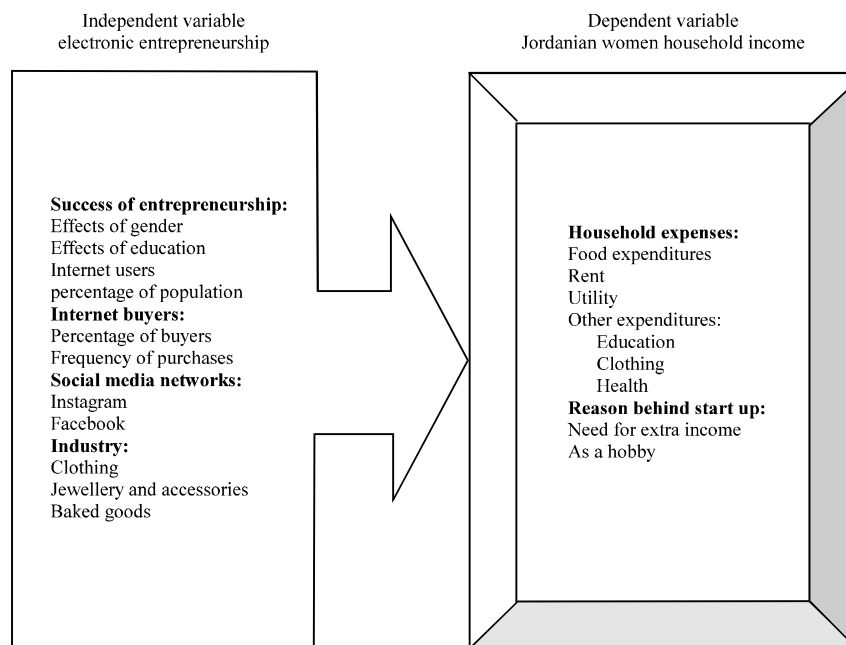 Independent variable
electronic entrepreneurship
Success of entrepreneurship:
Effects of gender
Effects of education
Internet users
percentage of population
Internet buyers:
Percentage of buyers
Frequency of purchases
Social media networks:
Instagram
Facebook
Industry:
Clothing
Jewellery and accessories
Baked goods
Dependent variable
Jordanian women household income
Household expenses:
Food expenditures
Rent
Utility
Other expenditures:
Education
Clothing
Health
Reason behind start up:
Need for extra income
As a hobby